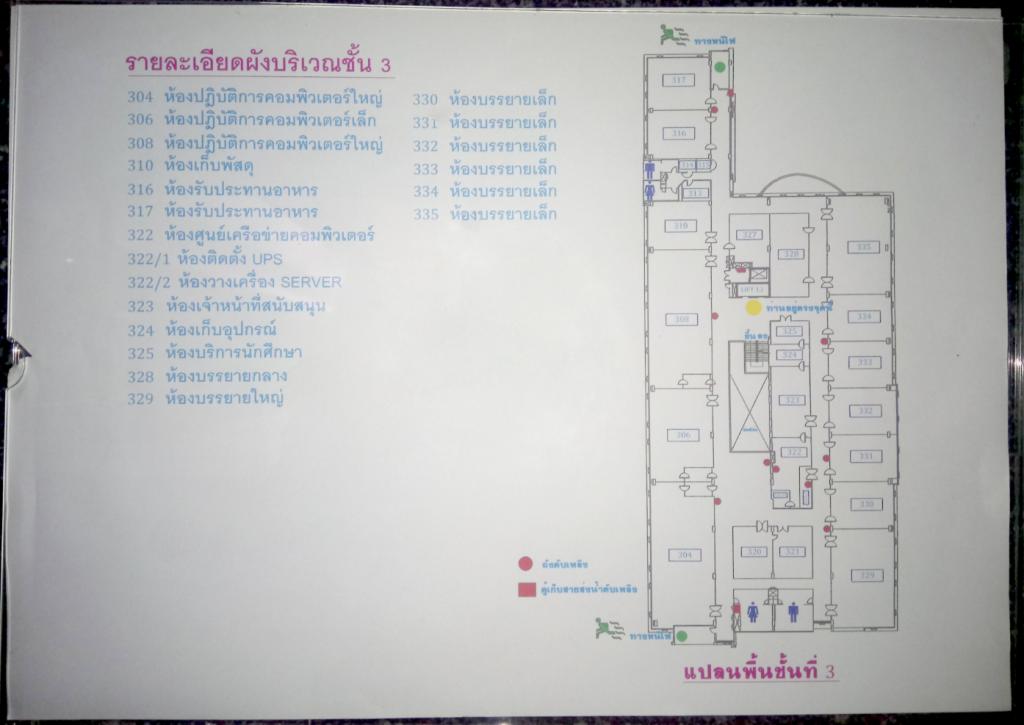 รายละเอียดผังบริเวณชั้น 3
304 ห้องปฏิบัติการคอมพิวเตอร์ใหญ่
306 ห้องปฏิบัติการคอมพิวเตอร์เล็ก
308 ห้องปฏิบัติการคอมพิวเตอร์ใหญ่
310 ห้องเก็บพัสดุ
316 ห้องรับประทานอาหาร
317 ห้องรับประทานอาหาร
322 ห้องศูนย์เครือข่ายคอมพิวเตอร์
322/1 ห้องติดตั้ง UPS
322/2 ห้องวางเครื่อง SERVER
323 ห้องเจ้าหน้าที่สนับสนุน
324 ห้องเก็บอุปกรณ์
325 ห้องบริการนักศึกษา
328 ห้องบรรยายกลาง
329 ห้องบรรยายใหญ่
330 ห้องบรรยายเล็ก
331 ห้องบรรยายเล็ก
332 ห้องบรรยายเล็ก
333 ห้องบรรยายเล็ก
334 ห้องบรรยายเล็ก
335 ห้องบรรยายเล็ก
ทางหนีไฟ
317
316
310
327
328
335
LIFT 1,2
ท่านอยู่ตรงจุดนี้
308
334
325
ขึ้น ลง
324
333
323
332
306
322
331
330
304
320
321
329
ถังดับเพลิง
ตู้เก็บสายส่งน้ำดับเพลิง
ทางหนีไฟ
แปลนพื้นชั้นที่ 3